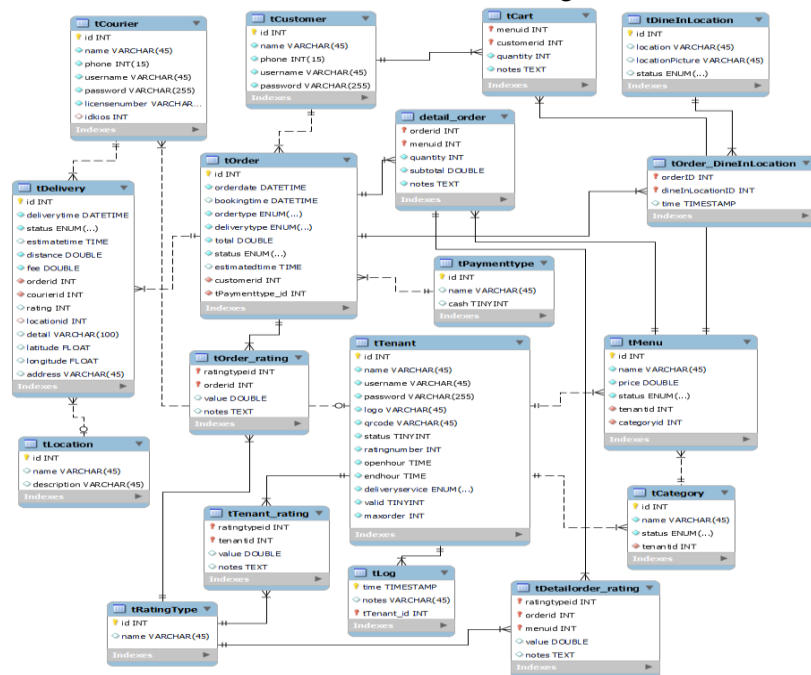 tCourier
id INT
name VARCHAR(45)
phone INT(15)
username VARCHAR(45)
password VARCHAR(255)
licensenumber VARCHAR...
idkios INT
Indexes
tCustomer
id INT
name VARCHAR(45)
phone INT(15)
username VARCHAR(45)
password VARCHAR(255)
Indexes
tCart
menuid INT
customerid INT
quantity INT
notes TEXT
Indexes
tDineInLocation
id INT
location VARCHAR(45)
locationPicture VARCHAR(45)
status ENUM(...)
Indexes
detail_order
orderid INT
menuid INT
quantity INT
subtotal DOUBLE
notes TEXT
Indexes
tOrder
id INT
orderdate DATETIME
bookingtime DATETIME
ordertype ENUM(...)
deliverytype ENUM(...)
total DOUBLE
status ENUM(...)
estimatedtime TIME
customerid INT
tPaymenttype_id INT
Indexes
tOrder_DineInLocation
orderID INT
dineInLocationID INT
time TIMESTAMP
Indexes
tDelivery
id INT
deliverytime DATETIME
status ENUM(...)
estimatetime TIME
distance DOUBLE
fee DOUBLE
orderid INT
courierid INT
rating INT
locationid INT
detail VARCHAR(100)
latitude FLOAT
longitude FLOAT
address VARCHAR(45)
Indexes
tPaymenttype
id INT
name VARCHAR(45)
cash TINYINT
Indexes
tOrder_rating
ratingtypeid INT
orderid INT
value DOUBLE
notes TEXT
Indexes
tTenant
id INT
name VARCHAR(45)
username VARCHAR(45)
password VARCHAR(255)
logo VARCHAR(45)
qrcode VARCHAR(45)
status TINYINT
ratingnumber INT
openhour TIME
endhour TIME
deliveryservice ENUM(...)
valid TINYINT
maxorder INT
Indexes
tMenu
id INT
name VARCHAR(45)
price DOUBLE
status ENUM(...)
tenantid INT
categoryid INT
Indexes
tLocation
id INT
name VARCHAR(45)
description VARCHAR(45)
Indexes
tTenant_rating
ratingtypeid INT
tenantid INT
value DOUBLE
notes TEXT
Indexes
tCategory
id INT
name VARCHAR(45)
status ENUM(...)
tenantid INT
Indexes
tLog
time TIMESTAMP
notes VARCHAR(45)
tTenant_id INT
Indexes
tRatingType
id INT
name VARCHAR(45)
Indexes
tDetailorder_rating
ratingtypeid INT
orderid INT
menuid INT
value DOUBLE
notes TEXT
Indexes